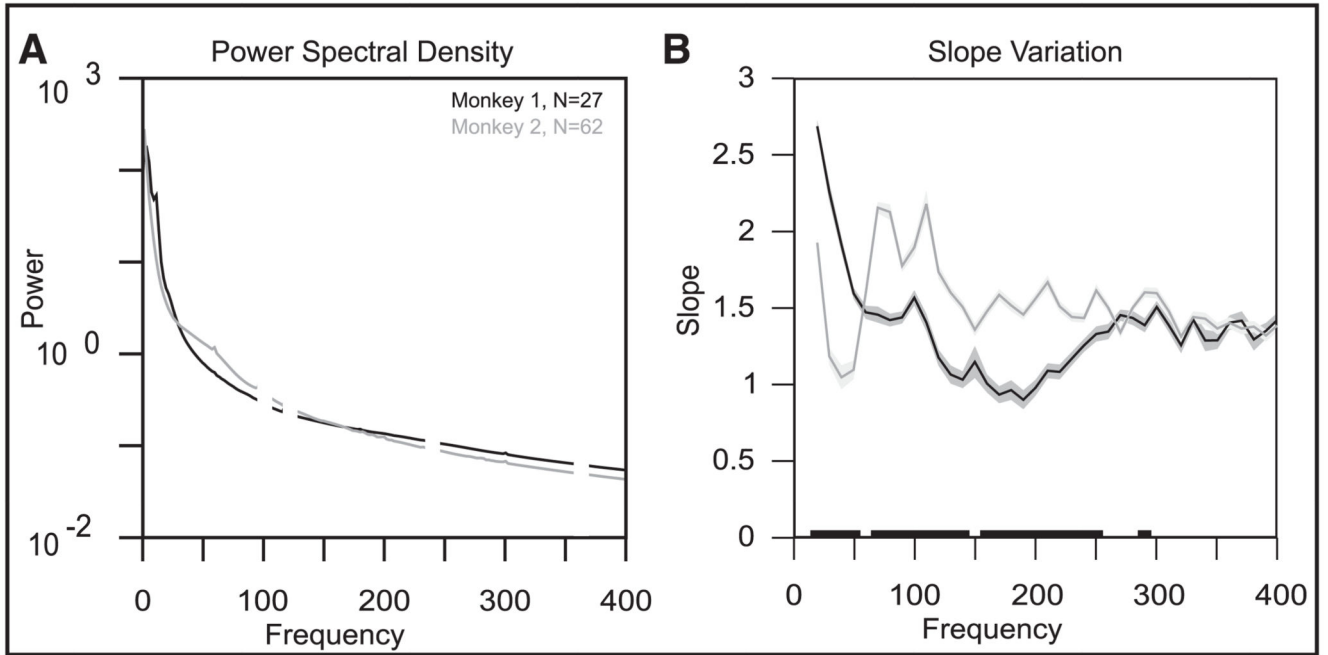 A
Power Spectral Density
10 3
Monkey 1, N=27
Monkey 2, N=62
Power
10 0
10 -2
0 100 200 300 400
Frequency
B
Slope Variation
3
2.5
2
Slope
1.5
1
0.5
0
0 100 200 300 400
Frequency